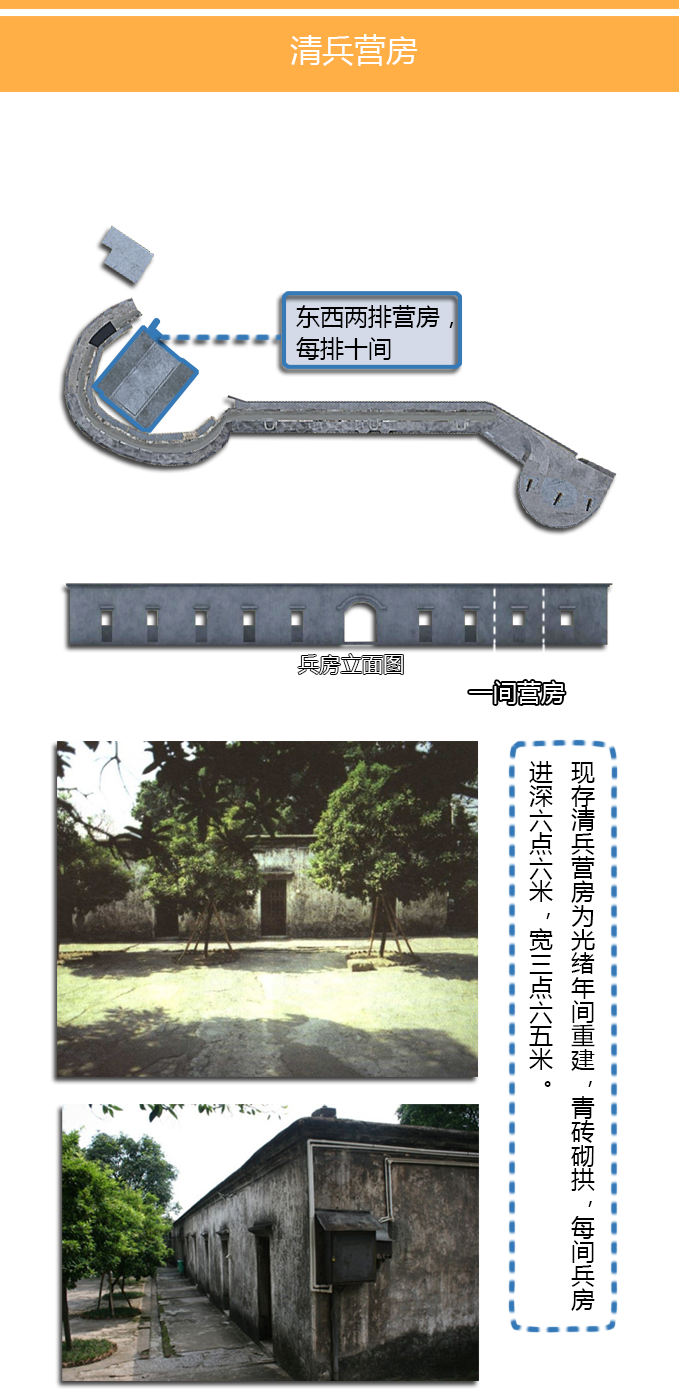 清兵营房
东西两排营房，
每排十间
兵房立面图
一间营房
现存清兵营房为光绪年间重建，青砖砌拱，每间兵房
进深六点六米，宽三点六五米。